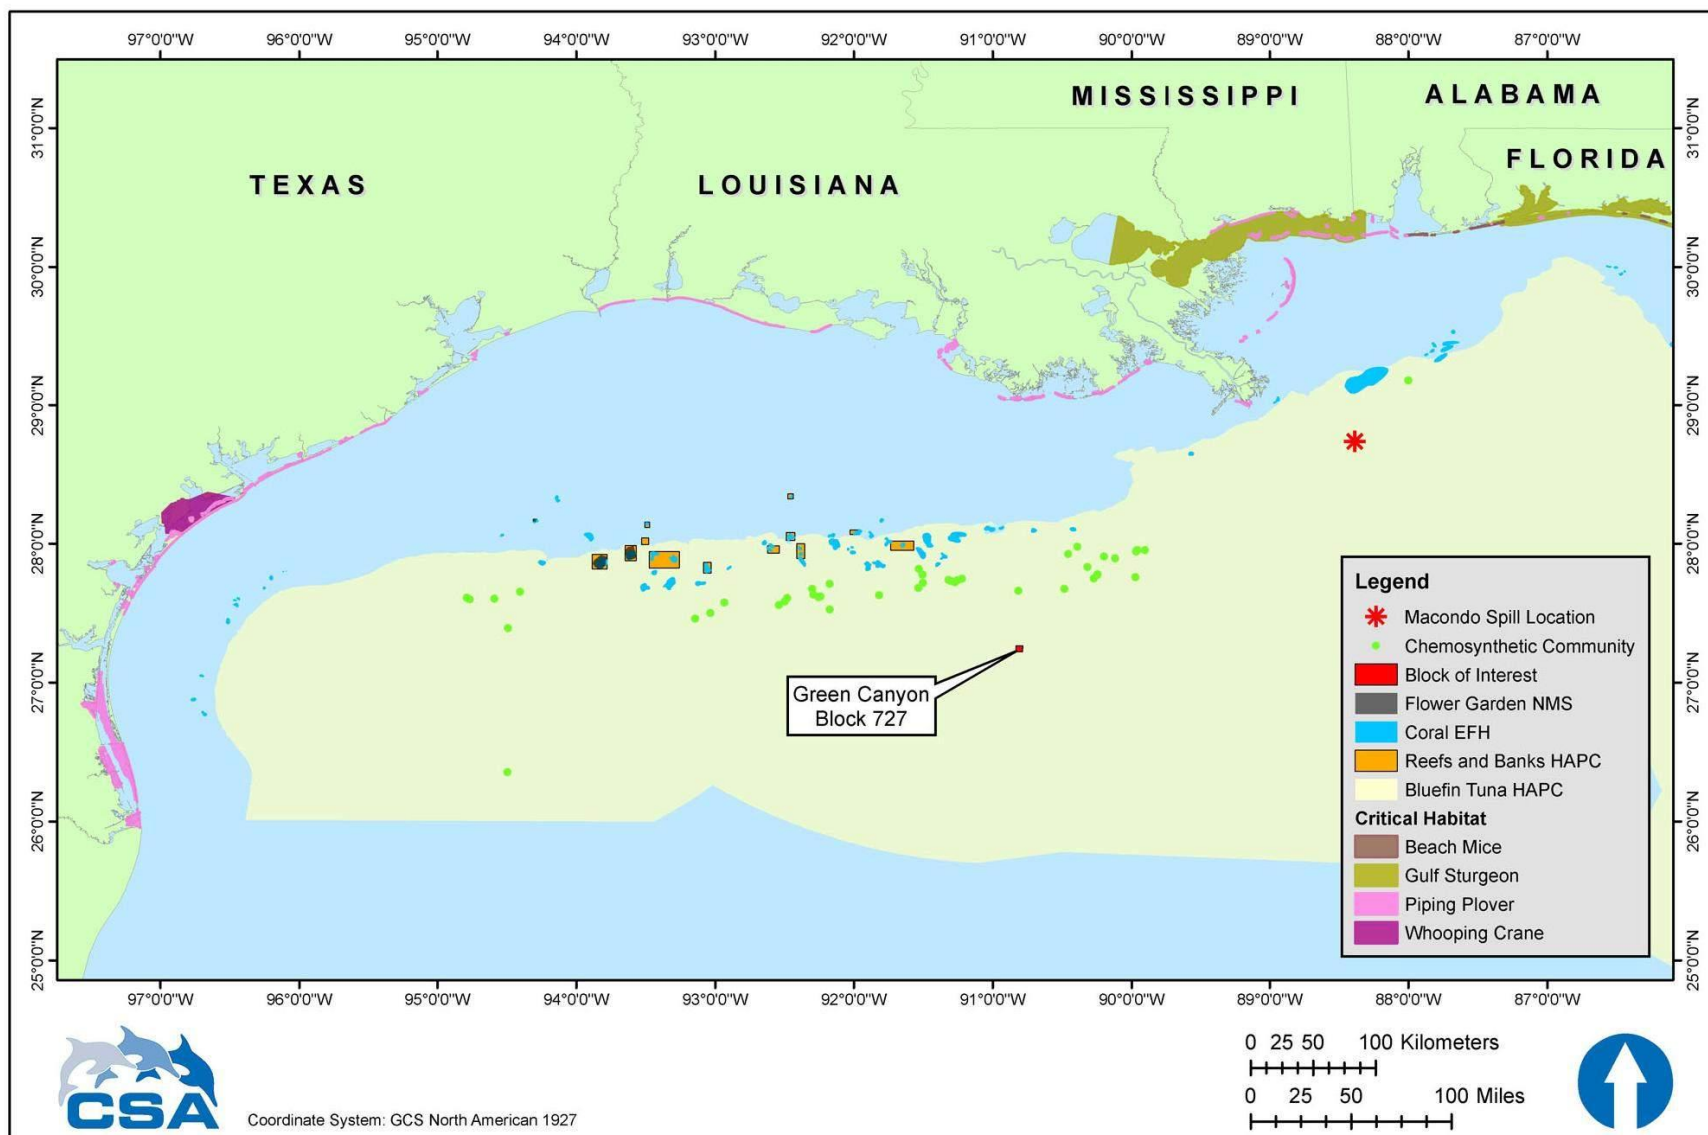 97°0'0"W 96°0'0"W 95°0'0"W 94°0'0"W 93°0'0"W 92°0'0"W 91°0'0"W 90°0'0"W 89°0'0"W 88°0'0"W 87°0'0"W
MISSISSIPPI
ALABAMA
FLORIDA
TEXAS
LOUISIANA
31°0'0"N
30°0'0"N
29°0'0"N
28°0'0"N
27°0'0"N
26°0'0"N
25°0'0"N
31°0'0"N
30°0'0"N
29°0'0"N
28°0'0"N
27°0'0"N
26°0'0"N
25°0'0"N
Green Canyon
Block 727
Legend
Macondo Spill Location
Chemosynthetic Community
Block of Interest
Flower Garden NMS
Coral EFH
Reefs and Banks HAPC
Bluefin Tuna HAPC
Critical Habitat
Beach Mice
Gulf Sturgeon
Piping Plover
Whooping Crane
97°0'0"W 96°0'0"W 95°0'0"W 94°0'0"W 93°0'0"W 92°0'0"W 91°0'0"W 90°0'0"W 89°0'0"W 88°0'0"W 87°0'0"W
CSA
Coordinate System: GCS North American 1927
0 25 50 100 Kilometers
0 25 50 100 Miles